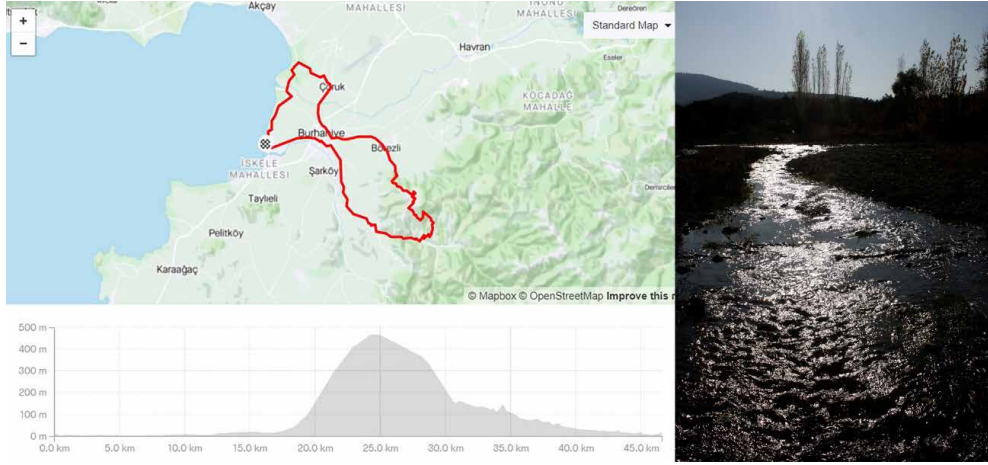 Akçay
MAHALLESİ
MAHALLESİ
Dereören
+
−
Standard Map
Havran
Eseler
Çoruk
KOCADAĞ
MAHALLE
Burhaniye
Börezli
İSKELE
MAHALLESİ
Şarköy
Taylıeli
Pelitköy
Karaağaç
© Mapbox © OpenStreetMap Improve this
500 m
400 m
300 m
200 m
100 m
0 m
0.0 km
5.0 km
10.0 km
15.0 km
20.0 km
25.0 km
30.0 km
35.0 km
40.0 km
45.0 km